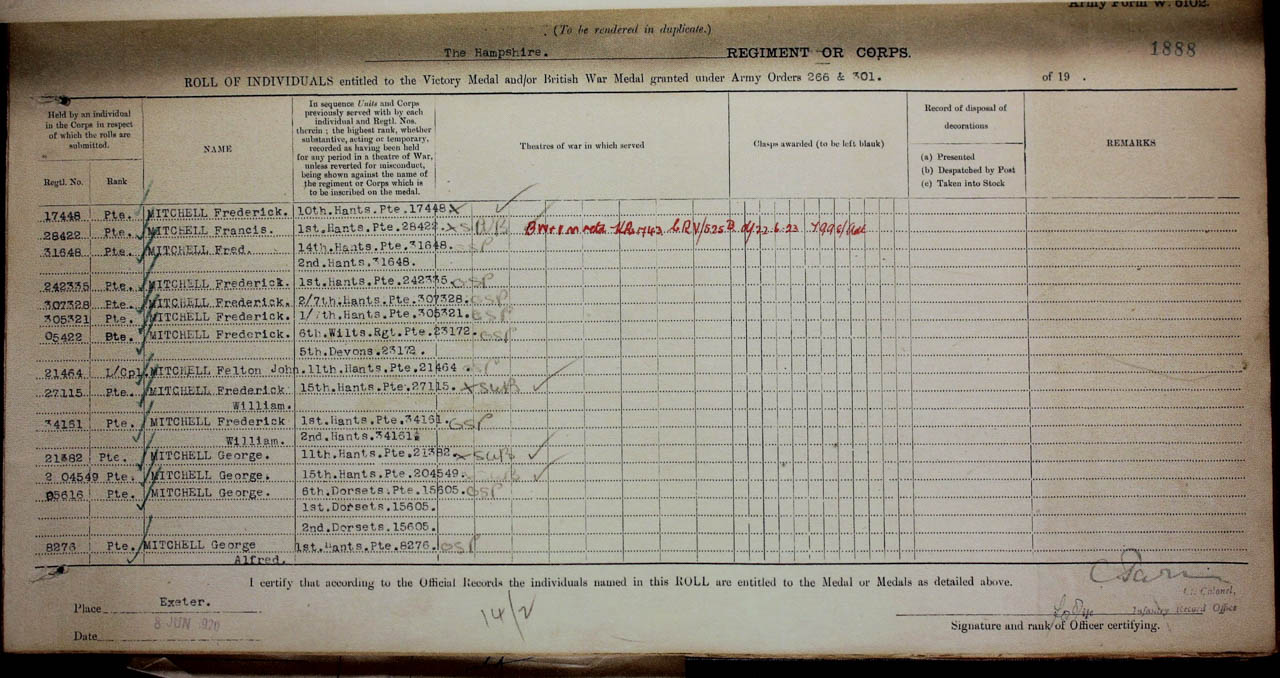 Army Form W. 5102.
(To be rendered in duplicate.)
The Hampshire. REGIMENT OR CORPS. 1888
ROLL OF INDIVIDUALS entitled to the Victory Medal and/or British War Medal granted under Army Orders 266 & 301. of 19 .
Held by an individual
in the Corps in respect
of which the rolls are
submitted.
Regtl. No. Rank
NAME
In sequence Units and Corps
previously served with by each
individual and Regtl. Nos.
therein ; the highest rank, whether
substantive, acting or temporary,
recorded as having been held
for any period in a theatre of War,
unless reverted for misconduct,
being shown against the name of
the regiment or Corps which is
to be inscribed on the medal.
Theatres of war in which served
Clasps awarded (to be left blank)
Record of disposal of
decorations
(a) Presented
(b) Despatched by Post
(c) Taken into Stock
REMARKS
17448 Pte. MITCHELL Frederick. 10th.Hants.Pte.17448
28422 Pte. MITCHELL Francis. 1st.Hants.Pte.28422.
31648 Pte. MITCHELL Fred. 14th.Hants.Pte.31648.
2nd.Hants.31648.
242335 Pte. MITCHELL Frederick. 1st.Hants.Pte.242335. GSP
307328 Pte. MITCHELL Frederick. 2/7th.Hants.Pte.307328. GSP
305321 Pte. MITCHELL Frederick. 1/7th.Hants.Pte.305321. GSP
05422 Pte. MITCHELL Frederick. 6th.Wilts.Rgt.Pte.23172. GSP
5th.Devons.23172.
21464 L/Cpl. MITCHELL Felton John. 11th.Hants.Pte.21464
27115 Pte. MITCHELL Frederick 15th.Hants.Pte.27115.
William.
34161 Pte. MITCHELL Frederick 1st.Hants.Pte.34161. GSP
William. 2nd.Hants.34161
21382 Pte. MITCHELL George. 11th.Hants.Pte.21382.
204549 Pte. MITCHELL George. 15th.Hants.Pte.204549.
05616 Pte. MITCHELL George. 6th.Dorsets.Pte.15605. GSP
1st.Dorsets.15605.
2nd.Dorsets.15605.
8276 Pte. MITCHELL George 1st.Hants.Pte.8276. GSP
Alfred.
I certify that according to the Official Records the individuals named in this ROLL are entitled to the Medal or Medals as detailed above.
Place Exeter.
14/2
Lt. Colonel,
Infantry Record Office
Date 8 JUN 1920
Signature and rank of Officer certifying.